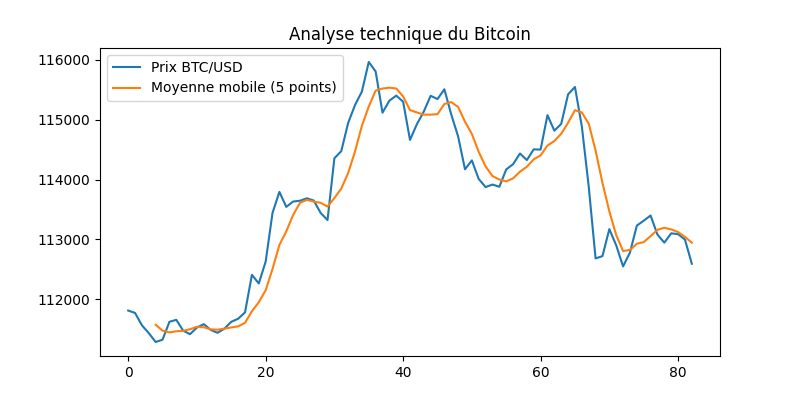 Analyse technique du Bitcoin
Prix BTC/USD
Moyenne mobile (5 points)
116000
115000
114000
113000
112000
0 20 40 60 80